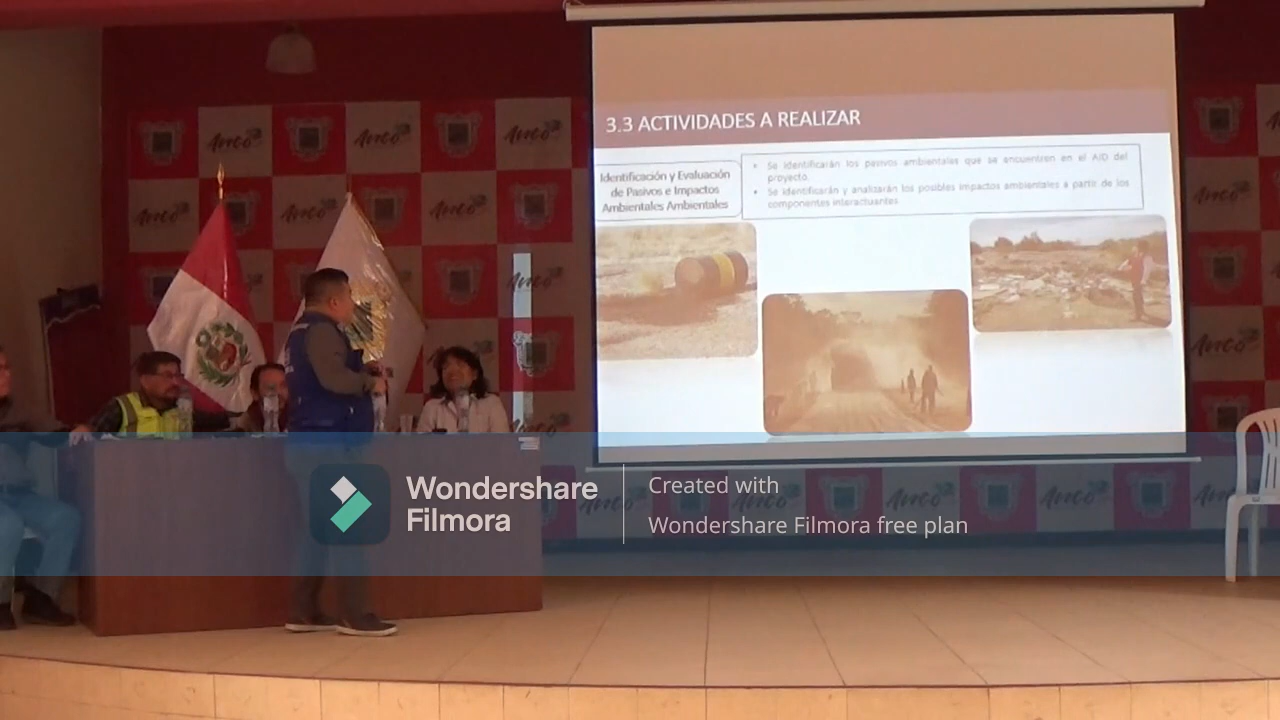 3.3 ACTIVIDADES A REALIZAR
Identificación y Evaluación
de Pasivos e Impactos
Ambientales Ambientales
• Se identificarán los pasivos ambientales que se encuentren en el AID del
proyecto.
• Se identificarán y analizarán los posibles impactos ambientales a partir de los
componentes interactuantes
Anco
Wondershare
Filmora
Created with
Wondershare Filmora free plan